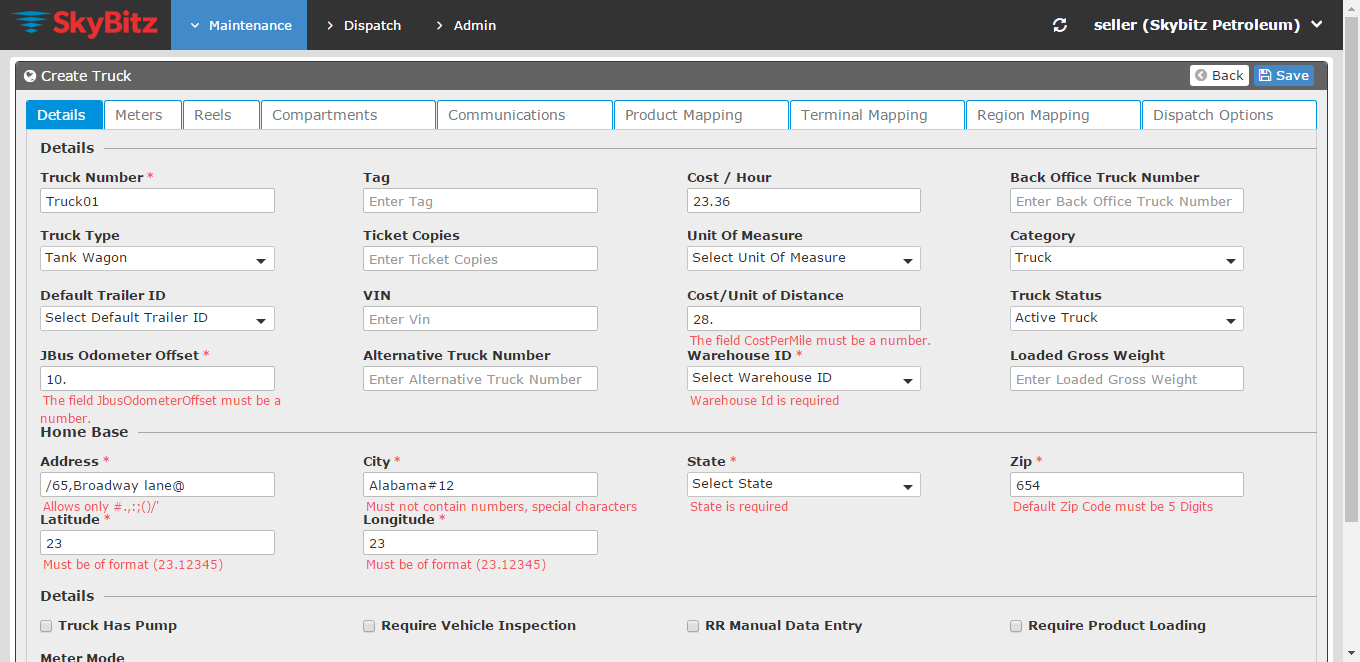 SkyBitz Maintenance Dispatch Admin seller (Skybitz Petroleum)
Create Truck Back Save
Details Meters Reels Compartments Communications Product Mapping Terminal Mapping Region Mapping Dispatch Options
Details
Truck Number * Tag Cost / Hour Back Office Truck Number
Truck01 Enter Tag 23.36 Enter Back Office Truck Number
Truck Type Ticket Copies Unit Of Measure Category
Tank Wagon Enter Ticket Copies Select Unit Of Measure Truck
Default Trailer ID VIN Cost/Unit of Distance Truck Status
Select Default Trailer ID Enter Vin 28. Active Truck
The field CostPerMile must be a number.
JBus Odometer Offset * Alternative Truck Number Warehouse ID * Loaded Gross Weight
10. Enter Alternative Truck Number Select Warehouse ID Enter Loaded Gross Weight
The field JbusOdometerOffset must be a Warehouse Id is required
number.
Home Base
Address * City * State * Zip *
/65,Broadway lane@ Alabama#12 Select State 654
Allows only #.,:;()/' Must not contain numbers, special characters State is required Default Zip Code must be 5 Digits
Latitude * Longitude *
23 23
Must be of format (23.12345) Must be of format (23.12345)
Details
Truck Has Pump Require Vehicle Inspection RR Manual Data Entry Require Product Loading
Meter Mode